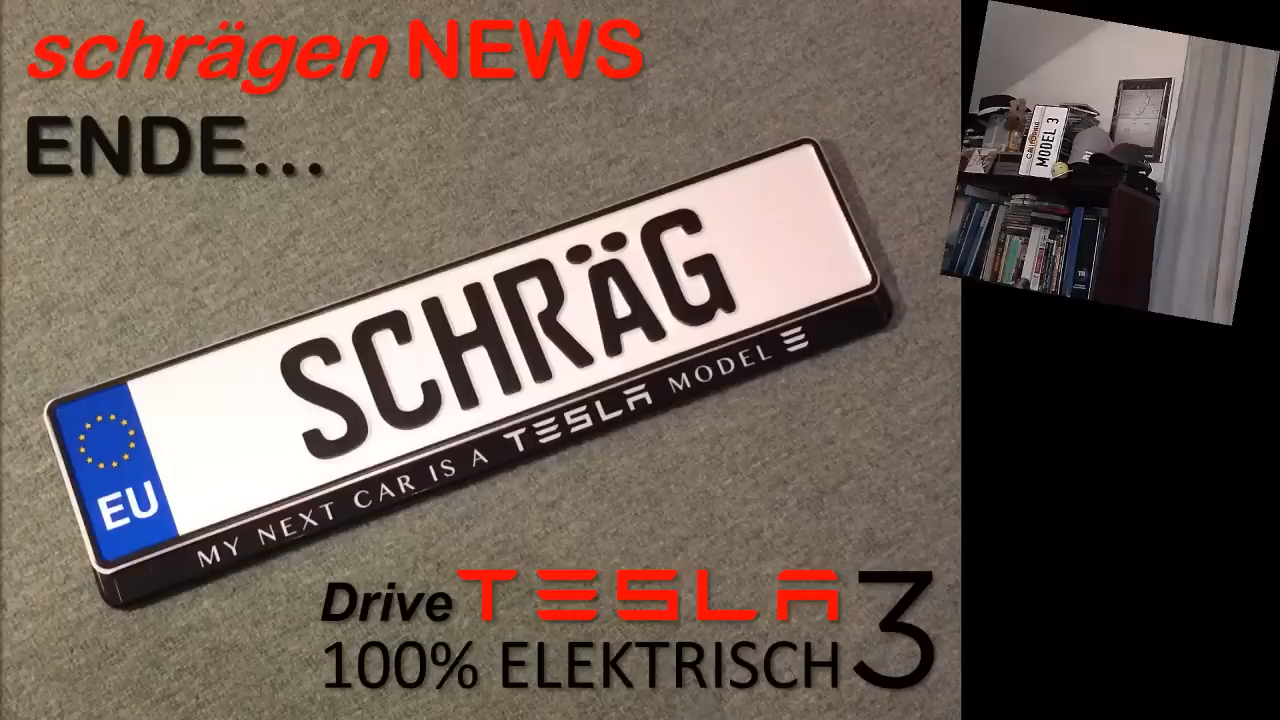 schrägen NEWS
ENDE...
SCHRÄG
EU
MY NEXT CAR IS A TESLA MODEL 3
Drive TESLA 3
100% ELEKTRISCH
CALIFORNIA
MODEL 3